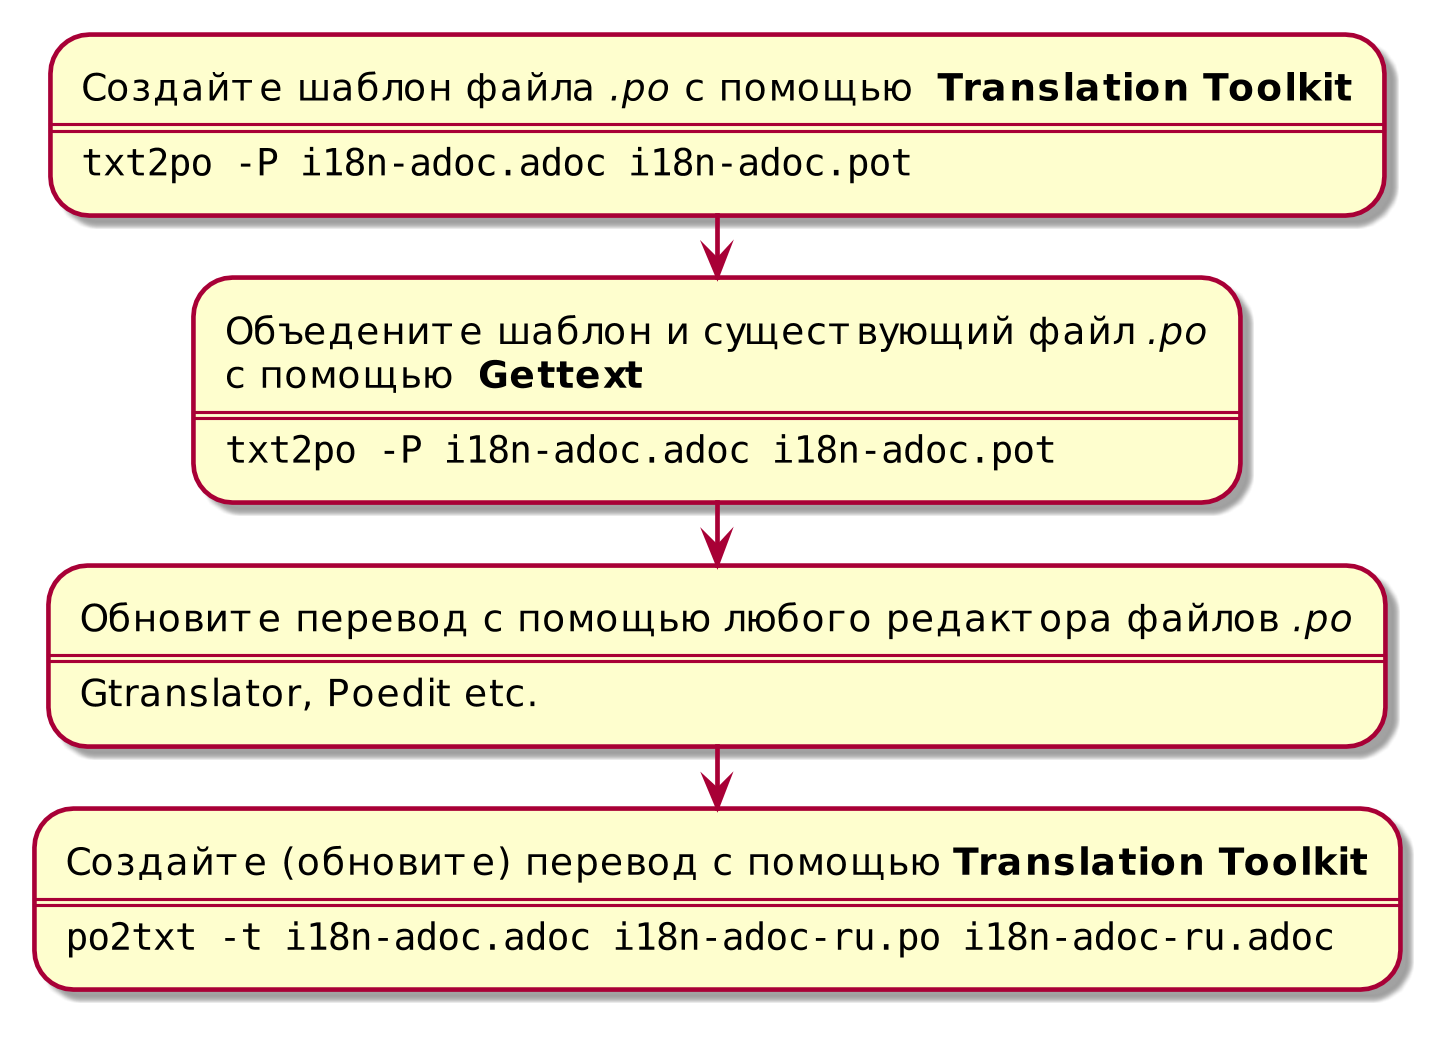 Создайте шаблон файла .po с помощью Translation Toolkit
txt2po -P i18n-adoc.adoc i18n-adoc.pot
Объедените шаблон и существующий файл .po
с помощью Gettext
txt2po -P i18n-adoc.adoc i18n-adoc.pot
Обновите перевод с помощью любого редактора файлов .po
Gtranslator, Poedit etc.
Создайте (обновите) перевод с помощью Translation Toolkit
po2txt -t i18n-adoc.adoc i18n-adoc-ru.po i18n-adoc-ru.adoc